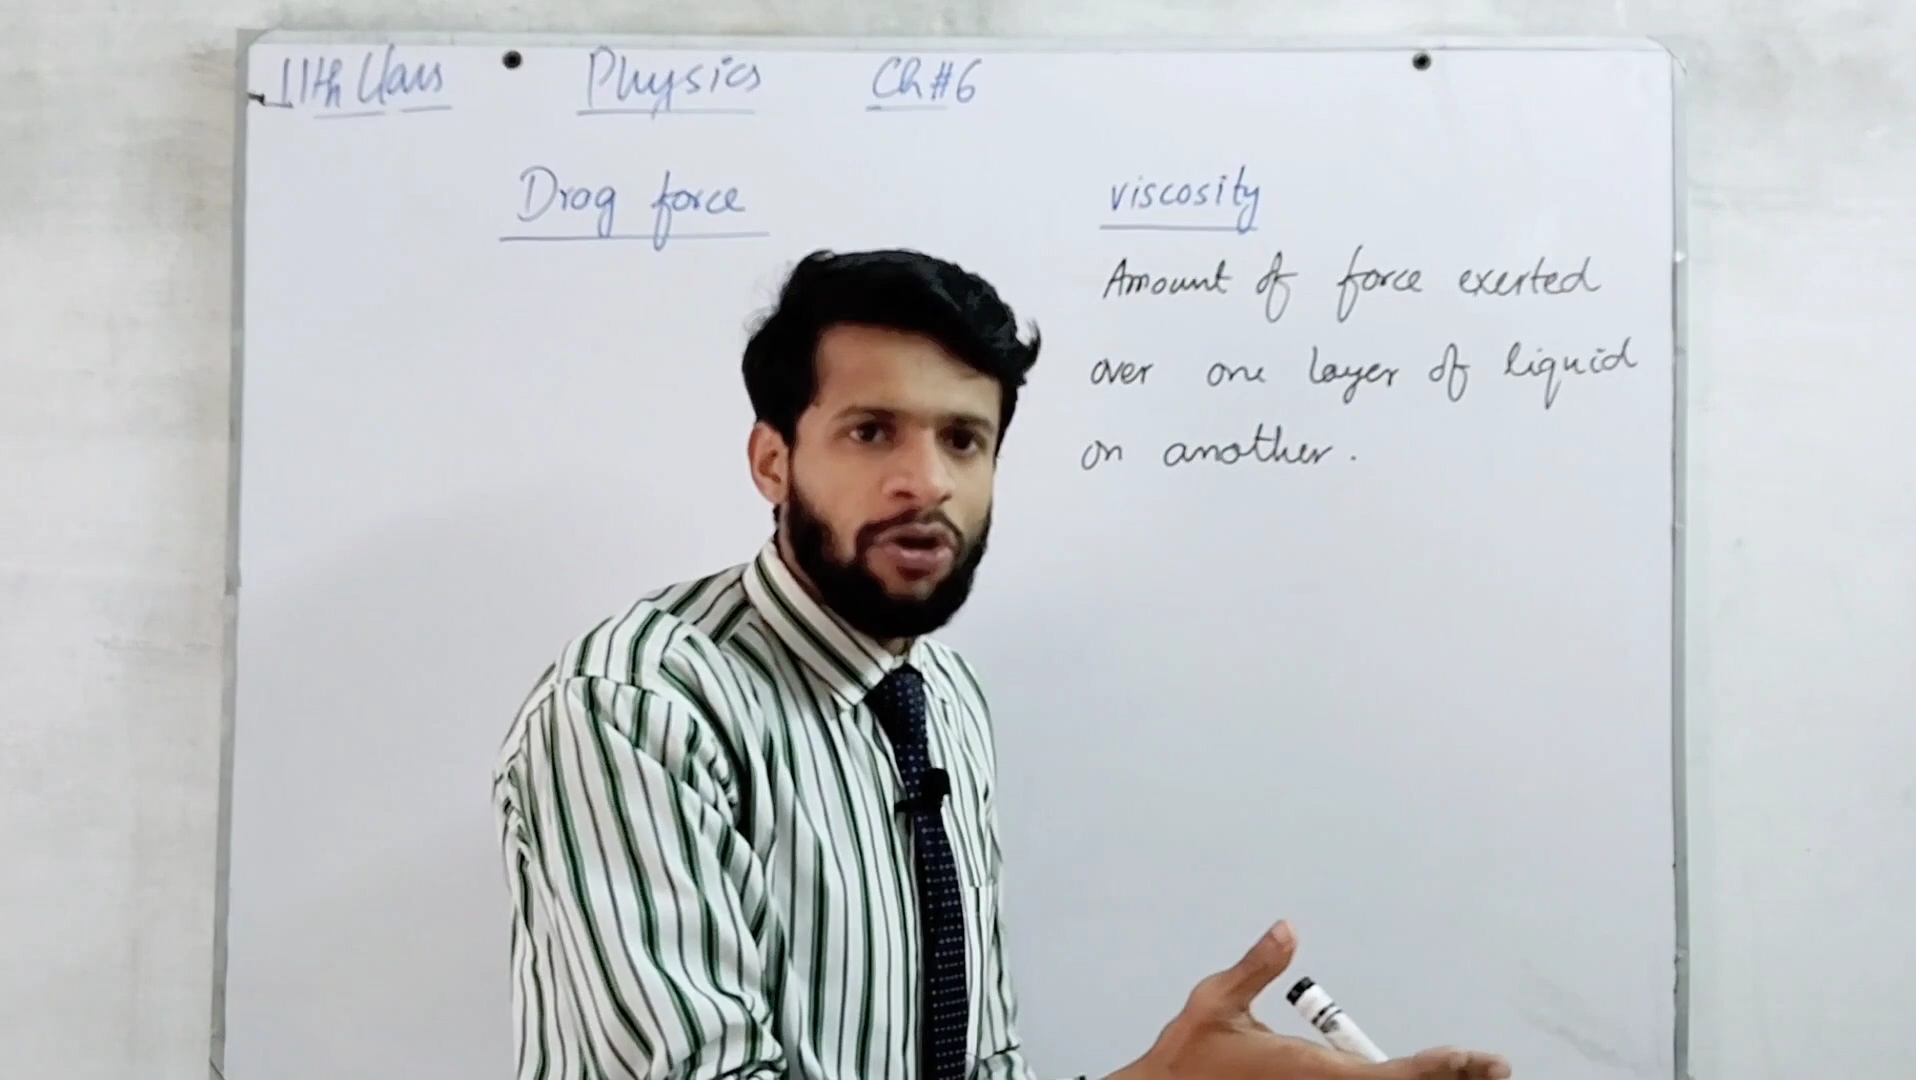 11th Class Physics Ch#6
Drag force
viscosity
Amount of force exerted
over one layer of liquid
on another.